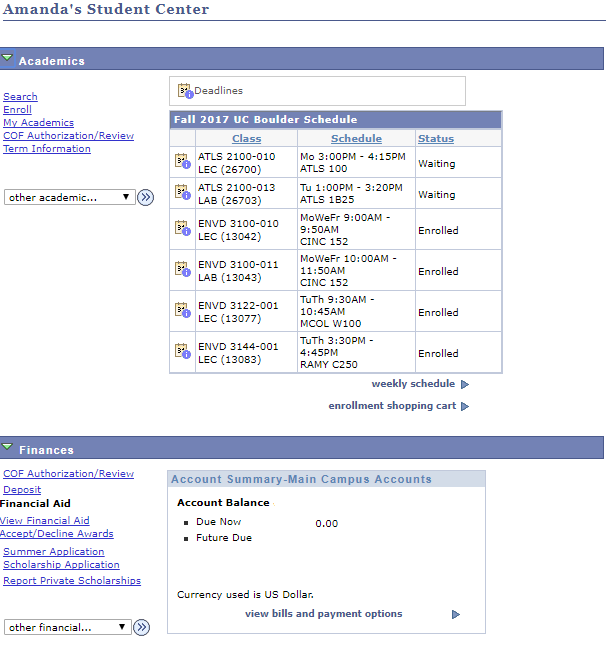 Amanda's Student Center
Academics
Search
Enroll
My Academics
COF Authorization/Review
Term Information
other academic...
Deadlines
Fall 2017 UC Boulder Schedule
Class Schedule Status
ATLS 2100-010
LEC (26700)
Mo 3:00PM - 4:15PM
ATLS 100
Waiting
ATLS 2100-013
LAB (26703)
Tu 1:00PM - 3:20PM
ATLS 1B25
Waiting
ENVD 3100-010
LEC (13042)
MoWeFr 9:00AM -
9:50AM
CINC 152
Enrolled
ENVD 3100-011
LAB (13043)
MoWeFr 10:00AM -
11:50AM
CINC 152
Enrolled
ENVD 3122-001
LEC (13077)
TuTh 9:30AM -
10:45AM
MCOL W100
Enrolled
ENVD 3144-001
LEC (13083)
TuTh 3:30PM -
4:45PM
RAMY C250
Enrolled
weekly schedule
enrollment shopping cart
Finances
COF Authorization/Review
Deposit
Financial Aid
View Financial Aid
Accept/Decline Awards
Summer Application
Scholarship Application
Report Private Scholarships
other financial...
Account Summary-Main Campus Accounts
Account Balance
Due Now 0.00
Future Due
Currency used is US Dollar.
view bills and payment options